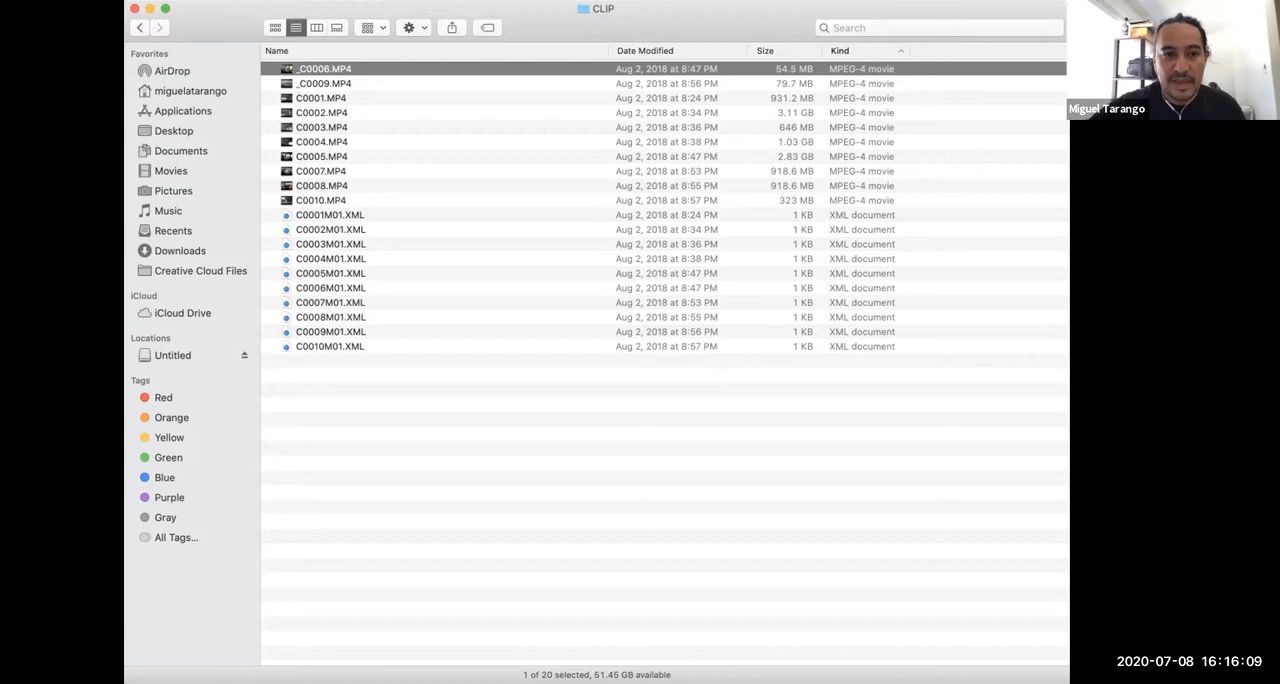 CLIP
Search
Favorites
AirDrop
miguelatarango
Applications
Desktop
Documents
Movies
Pictures
Music
Recents
Downloads
Creative Cloud Files
iCloud
iCloud Drive
Locations
Untitled
Tags
Red
Orange
Yellow
Green
Blue
Purple
Gray
All Tags...
Name Date Modified Size Kind
_C0006.MP4 Aug 2, 2018 at 8:47 PM 54.5 MB MPEG-4 movie
_C0009.MP4 Aug 2, 2018 at 8:56 PM 79.7 MB MPEG-4 movie
C0001.MP4 Aug 2, 2018 at 8:24 PM 931.2 MB MPEG-4 movie
C0002.MP4 Aug 2, 2018 at 8:34 PM 3.11 GB MPEG-4 movie
C0003.MP4 Aug 2, 2018 at 8:36 PM 646 MB MPEG-4 movie
C0004.MP4 Aug 2, 2018 at 8:38 PM 1.03 GB MPEG-4 movie
C0005.MP4 Aug 2, 2018 at 8:47 PM 2.83 GB MPEG-4 movie
C0007.MP4 Aug 2, 2018 at 8:53 PM 918.6 MB MPEG-4 movie
C0008.MP4 Aug 2, 2018 at 8:55 PM 918.6 MB MPEG-4 movie
C0010.MP4 Aug 2, 2018 at 8:57 PM 323 MB MPEG-4 movie
C0001M01.XML Aug 2, 2018 at 8:24 PM 1 KB XML document
C0002M01.XML Aug 2, 2018 at 8:34 PM 1 KB XML document
C0003M01.XML Aug 2, 2018 at 8:36 PM 1 KB XML document
C0004M01.XML Aug 2, 2018 at 8:38 PM 1 KB XML document
C0005M01.XML Aug 2, 2018 at 8:47 PM 1 KB XML document
C0006M01.XML Aug 2, 2018 at 8:47 PM 1 KB XML document
C0007M01.XML Aug 2, 2018 at 8:53 PM 1 KB XML document
C0008M01.XML Aug 2, 2018 at 8:55 PM 1 KB XML document
C0009M01.XML Aug 2, 2018 at 8:56 PM 1 KB XML document
C0010M01.XML Aug 2, 2018 at 8:57 PM 1 KB XML document
1 of 20 selected, 51.45 GB available
Miguel Tarango
2020-07-08 16:16:09